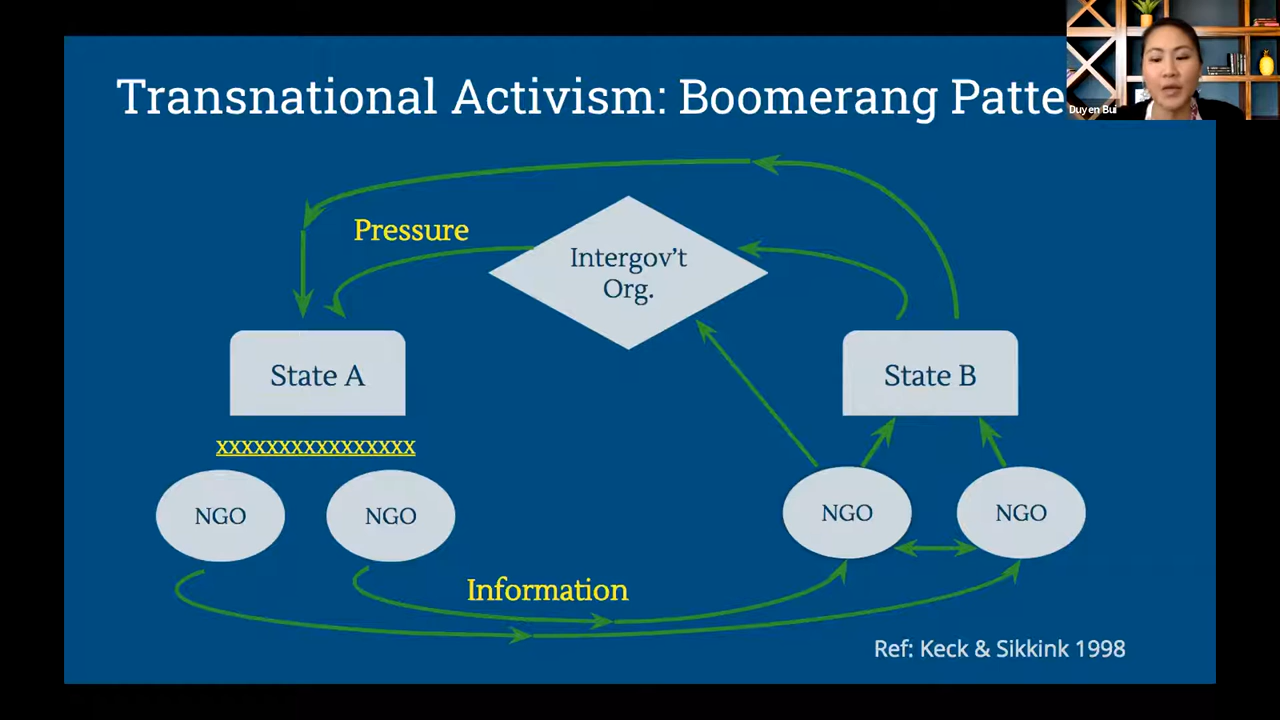 Transnational Activism: Boomerang Patte
Duyen Bui
Pressure
Intergov't
Org.
State A
State B
xxxxxxxxxxxxxxxx
NGO
NGO
NGO
NGO
Information
Ref: Keck & Sikkink 1998